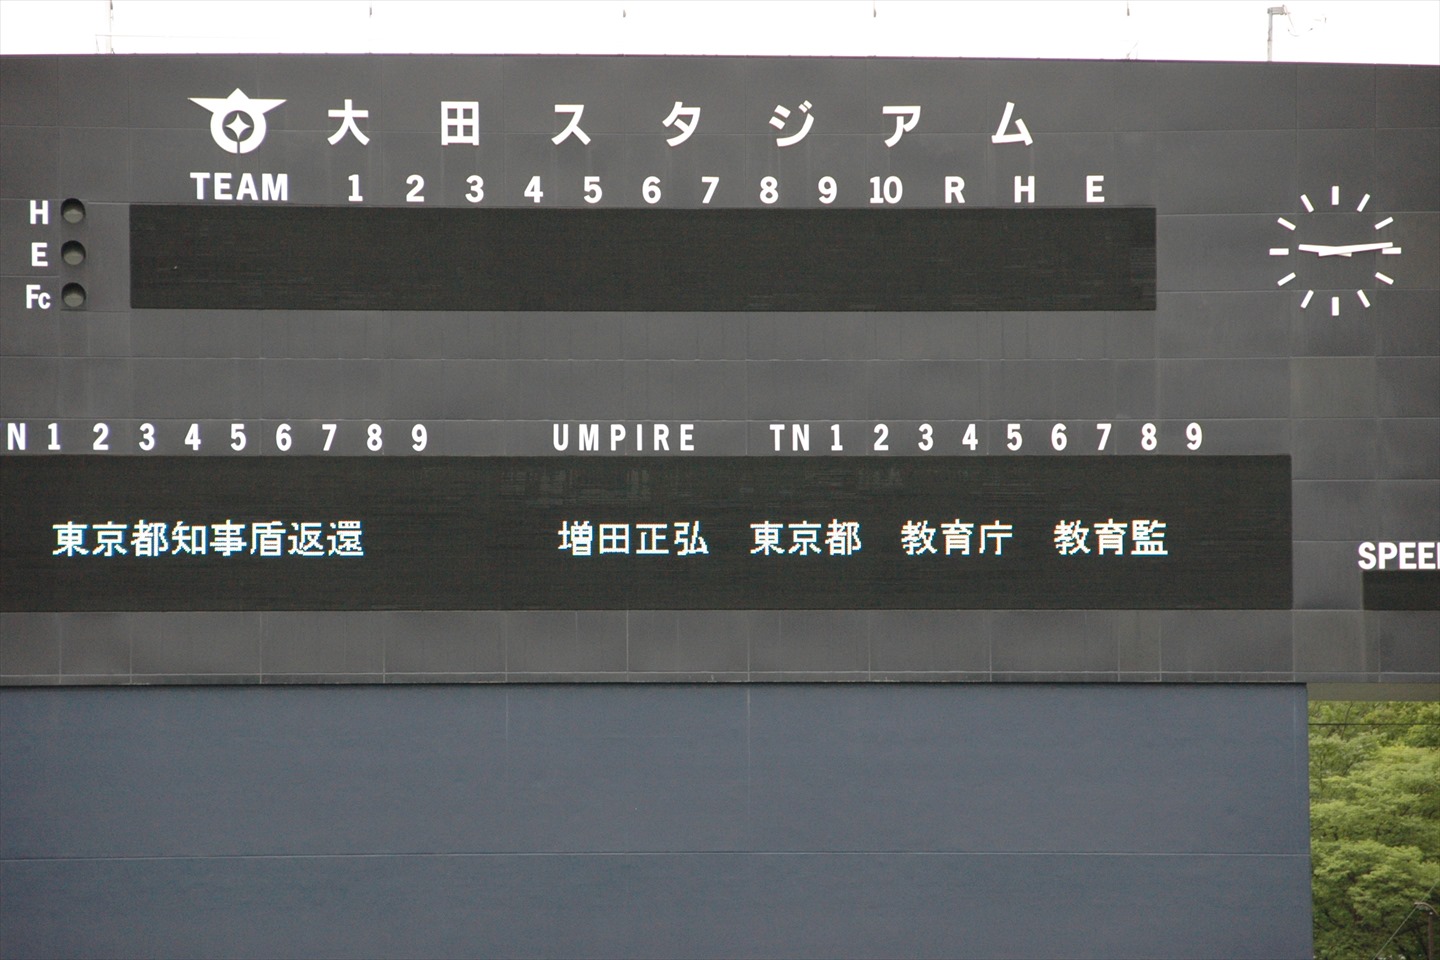 大田スタジアム
TEAM 1 2 3 4 5 6 7 8 9 10 R H E
H
E
Fc
N 1 2 3 4 5 6 7 8 9 UMPIRE TN 1 2 3 4 5 6 7 8 9
東京都知事盾返還 増田正弘 東京都 教育庁 教育監
SPEE